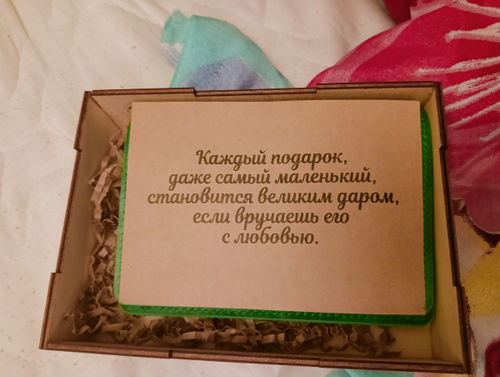 Каждый подарок,
даже самый маленький,
становится великим даром,
если вручаешь его
с любовью.